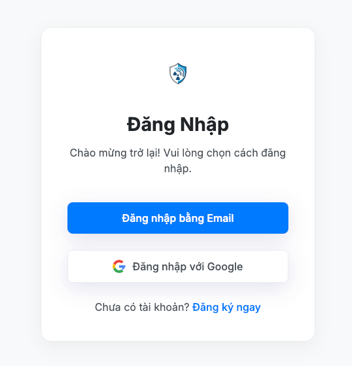 Đăng Nhập
Chào mừng trở lại! Vui lòng chọn cách đăng
nhập.
Đăng nhập bằng Email
Đăng nhập với Google
Chưa có tài khoản? Đăng ký ngay